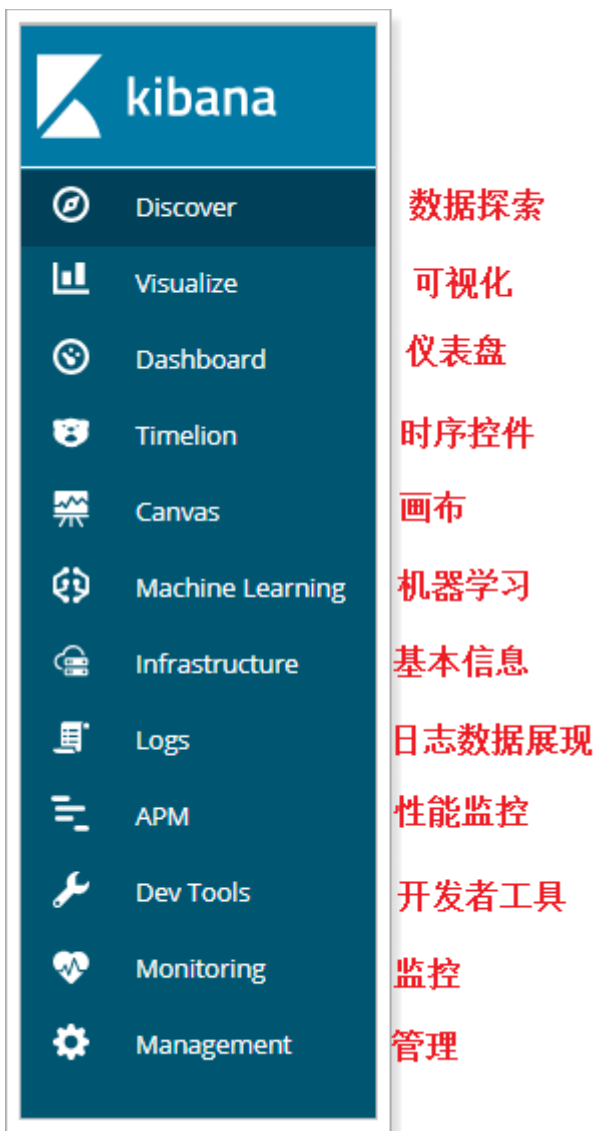 kibana
Discover 数据探索
Visualize 可视化
Dashboard 仪表盘
Timelion 时序控件
Canvas 画布
Machine Learning 机器学习
Infrastructure 基本信息
Logs 日志数据展现
APM 性能监控
Dev Tools 开发者工具
Monitoring 监控
Management 管理